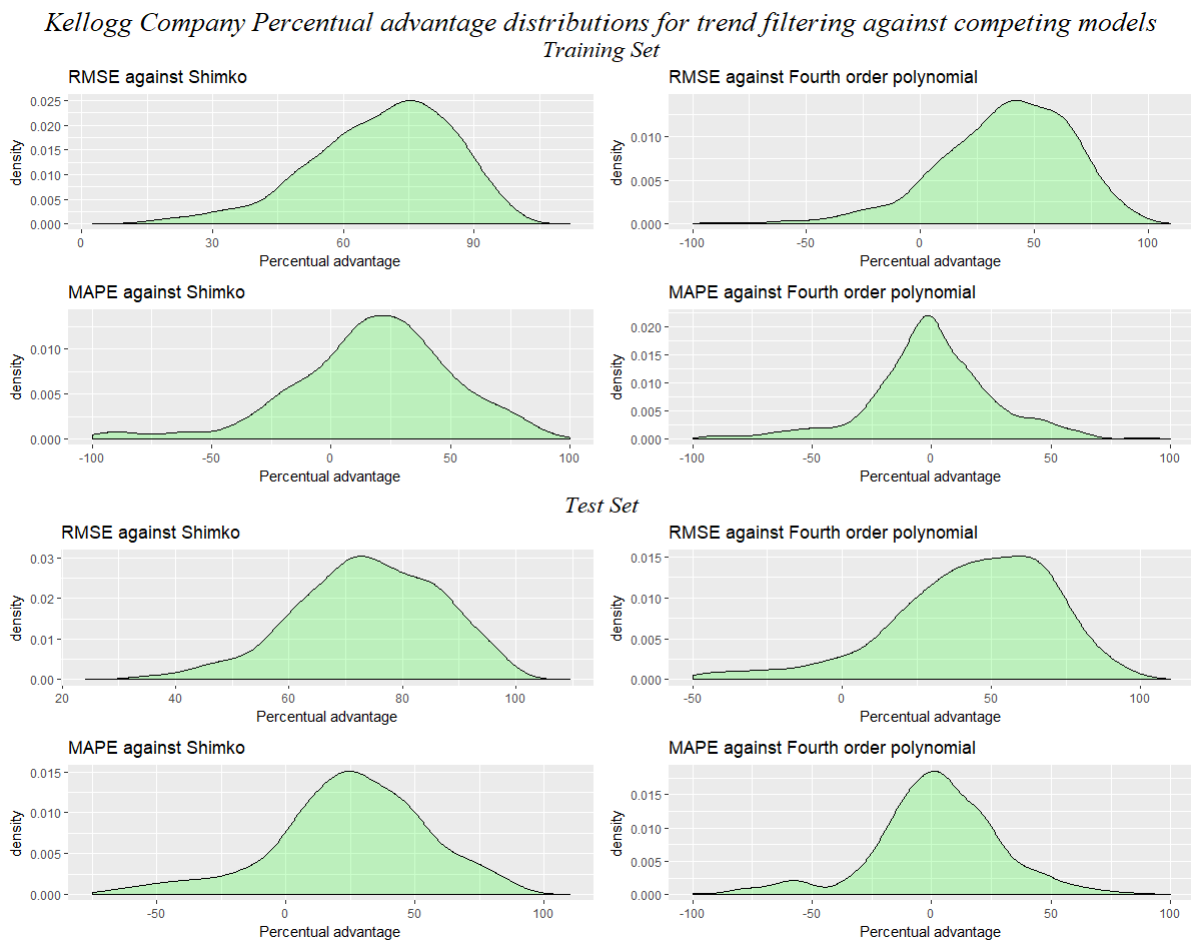 Kellogg Company Percentual advantage distributions for trend filtering against competing models
Training Set
RMSE against Shimko
0.025
0.020
0.015
0.010
0.005
0.000
density
0 30 60 90
Percentual advantage
RMSE against Fourth order polynomial
0.010
0.005
0.000
density
-100 -50 0 50 100
Percentual advantage
MAPE against Shimko
0.010
0.005
0.000
density
-100 -50 0 50 100
Percentual advantage
MAPE against Fourth order polynomial
0.020
0.015
0.010
0.005
0.000
density
-100 -50 0 50 100
Percentual advantage
Test Set
RMSE against Shimko
0.03
0.02
0.01
0.00
density
20 40 60 80 100
Percentual advantage
RMSE against Fourth order polynomial
0.015
0.010
0.005
0.000
density
-50 0 50 100
Percentual advantage
MAPE against Shimko
0.015
0.010
0.005
0.000
density
-50 0 50 100
Percentual advantage
MAPE against Fourth order polynomial
0.015
0.010
0.005
0.000
density
-100 -50 0 50 100
Percentual advantage